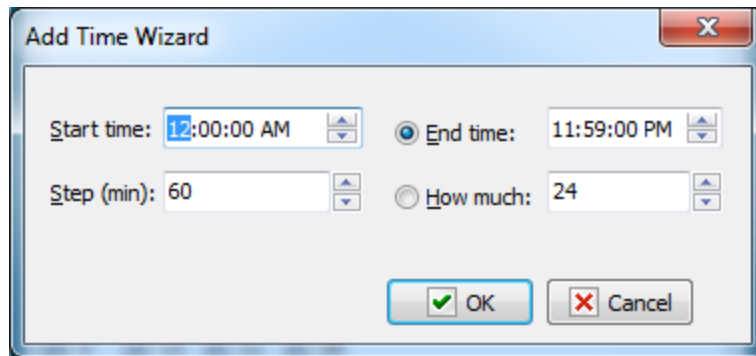 Add Time Wizard
Start time: 12:00:00 AM End time: 11:59:00 PM
Step (min): 60 How much: 24
OK Cancel